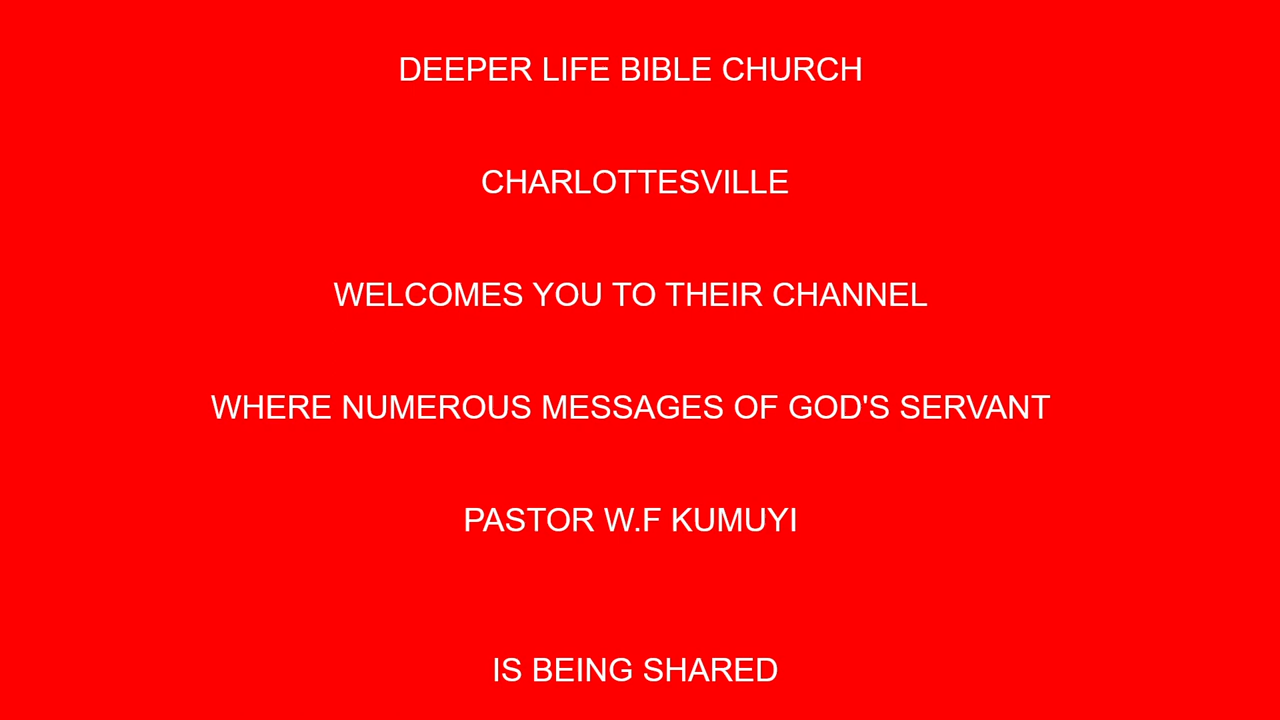 DEEPER LIFE BIBLE CHURCH
CHARLOTTESVILLE
WELCOMES YOU TO THEIR CHANNEL
WHERE NUMEROUS MESSAGES OF GOD'S SERVANT
PASTOR W.F KUMUYI
IS BEING SHARED